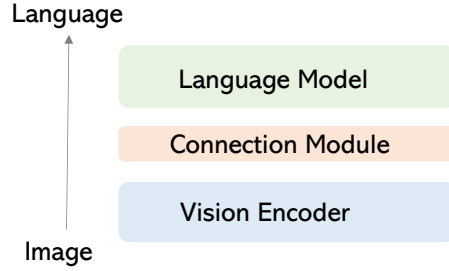 Language
Language Model
Connection Module
Vision Encoder
Image